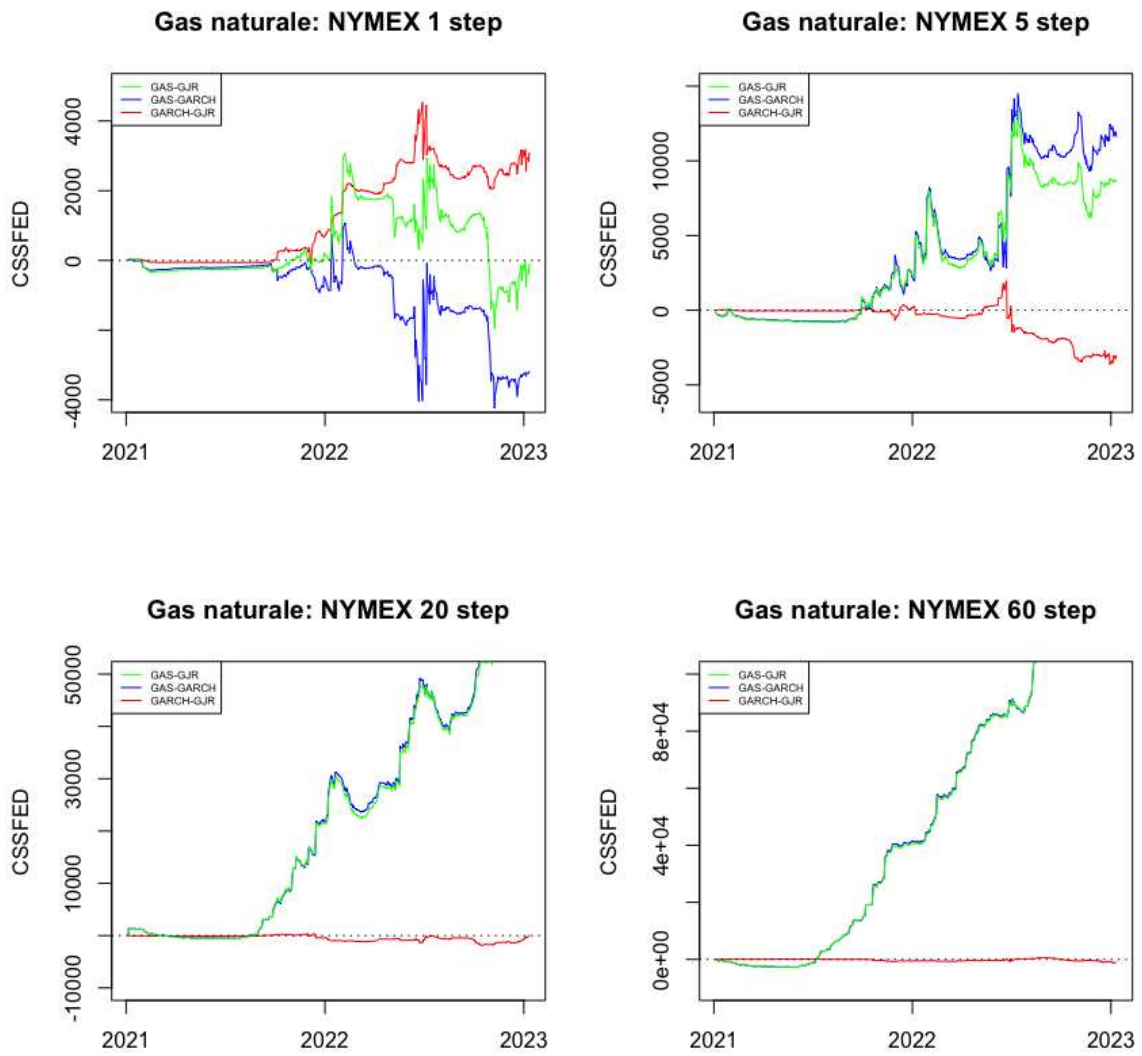 Gas naturale: NYMEX 1 step
GAS-GJR
GAS-GARCH
GARCH-GJR
CSSFED
4000
2000
0
-4000
2021
2022
2023
Gas naturale: NYMEX 5 step
GAS-GJR
GAS-GARCH
GARCH-GJR
CSSFED
10000
5000
0
-5000
2021
2022
2023
Gas naturale: NYMEX 20 step
GAS-GJR
GAS-GARCH
GARCH-GJR
CSSFED
50000
30000
10000
-10000
2021
2022
2023
Gas naturale: NYMEX 60 step
GAS-GJR
GAS-GARCH
GARCH-GJR
CSSFED
8e+04
4e+04
0e+00
2021
2022
2023